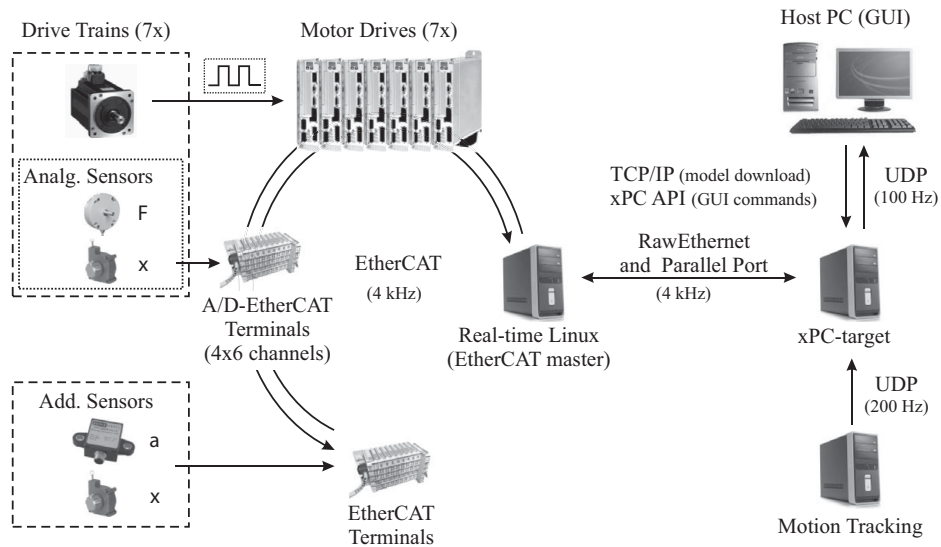 Drive Trains (7x)
Motor Drives (7x)
Host PC (GUI)
Analg. Sensors
F
x
TCP/IP (model download)
xPC API (GUI commands)
UDP
(100 Hz)
A/D-EtherCAT
Terminals
(4x6 channels)
EtherCAT
(4 kHz)
RawEthernet
and Parallel Port
(4 kHz)
Real-time Linux
(EtherCAT master)
xPC-target
UDP
(200 Hz)
Add. Sensors
a
x
EtherCAT
Terminals
Motion Tracking